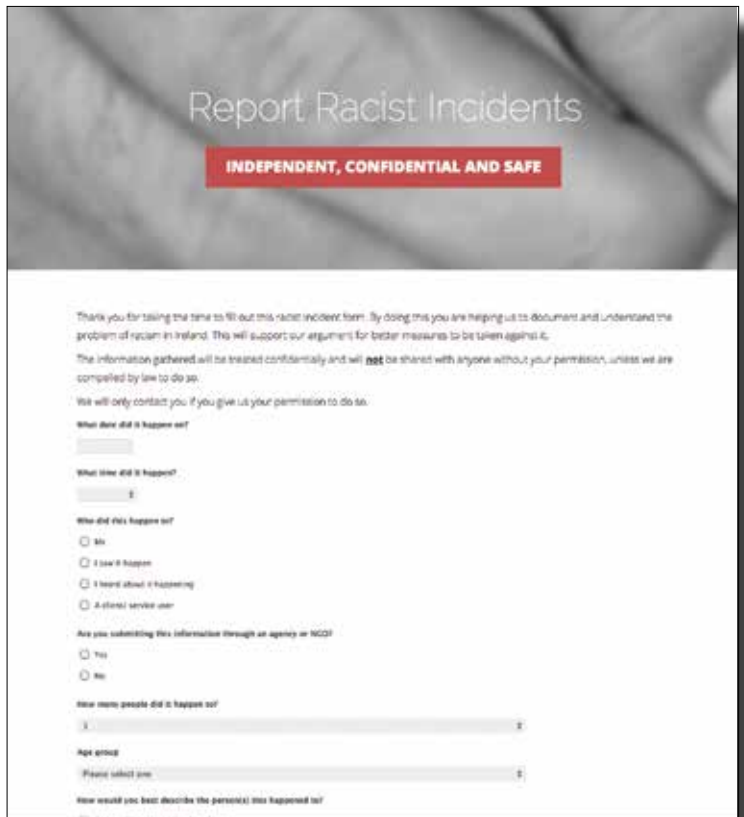 Report Racist Incidents
INDEPENDENT, CONFIDENTIAL AND SAFE
Thank you for taking the time to fill out this racist incident form. By doing this you are helping us to document and understand the
problem of racism in Ireland. This will support our argument for better measures to be taken against it.
The information gathered will be treated confidentially and will not be shared with anyone without your permission, unless we are
compelled by law to do so.
We will only contact you if you give us your permission to do so.
What date did it happen on?
What time did it happen?
Who did this happen to?
Me
I saw it happen
I heard about it happening
A client/ service user
Are you submitting this information through an agency or NGO?
Yes
No
How many people did it happen to?
1
Age group
Please select one
How would you best describe the person(s) this happened to?